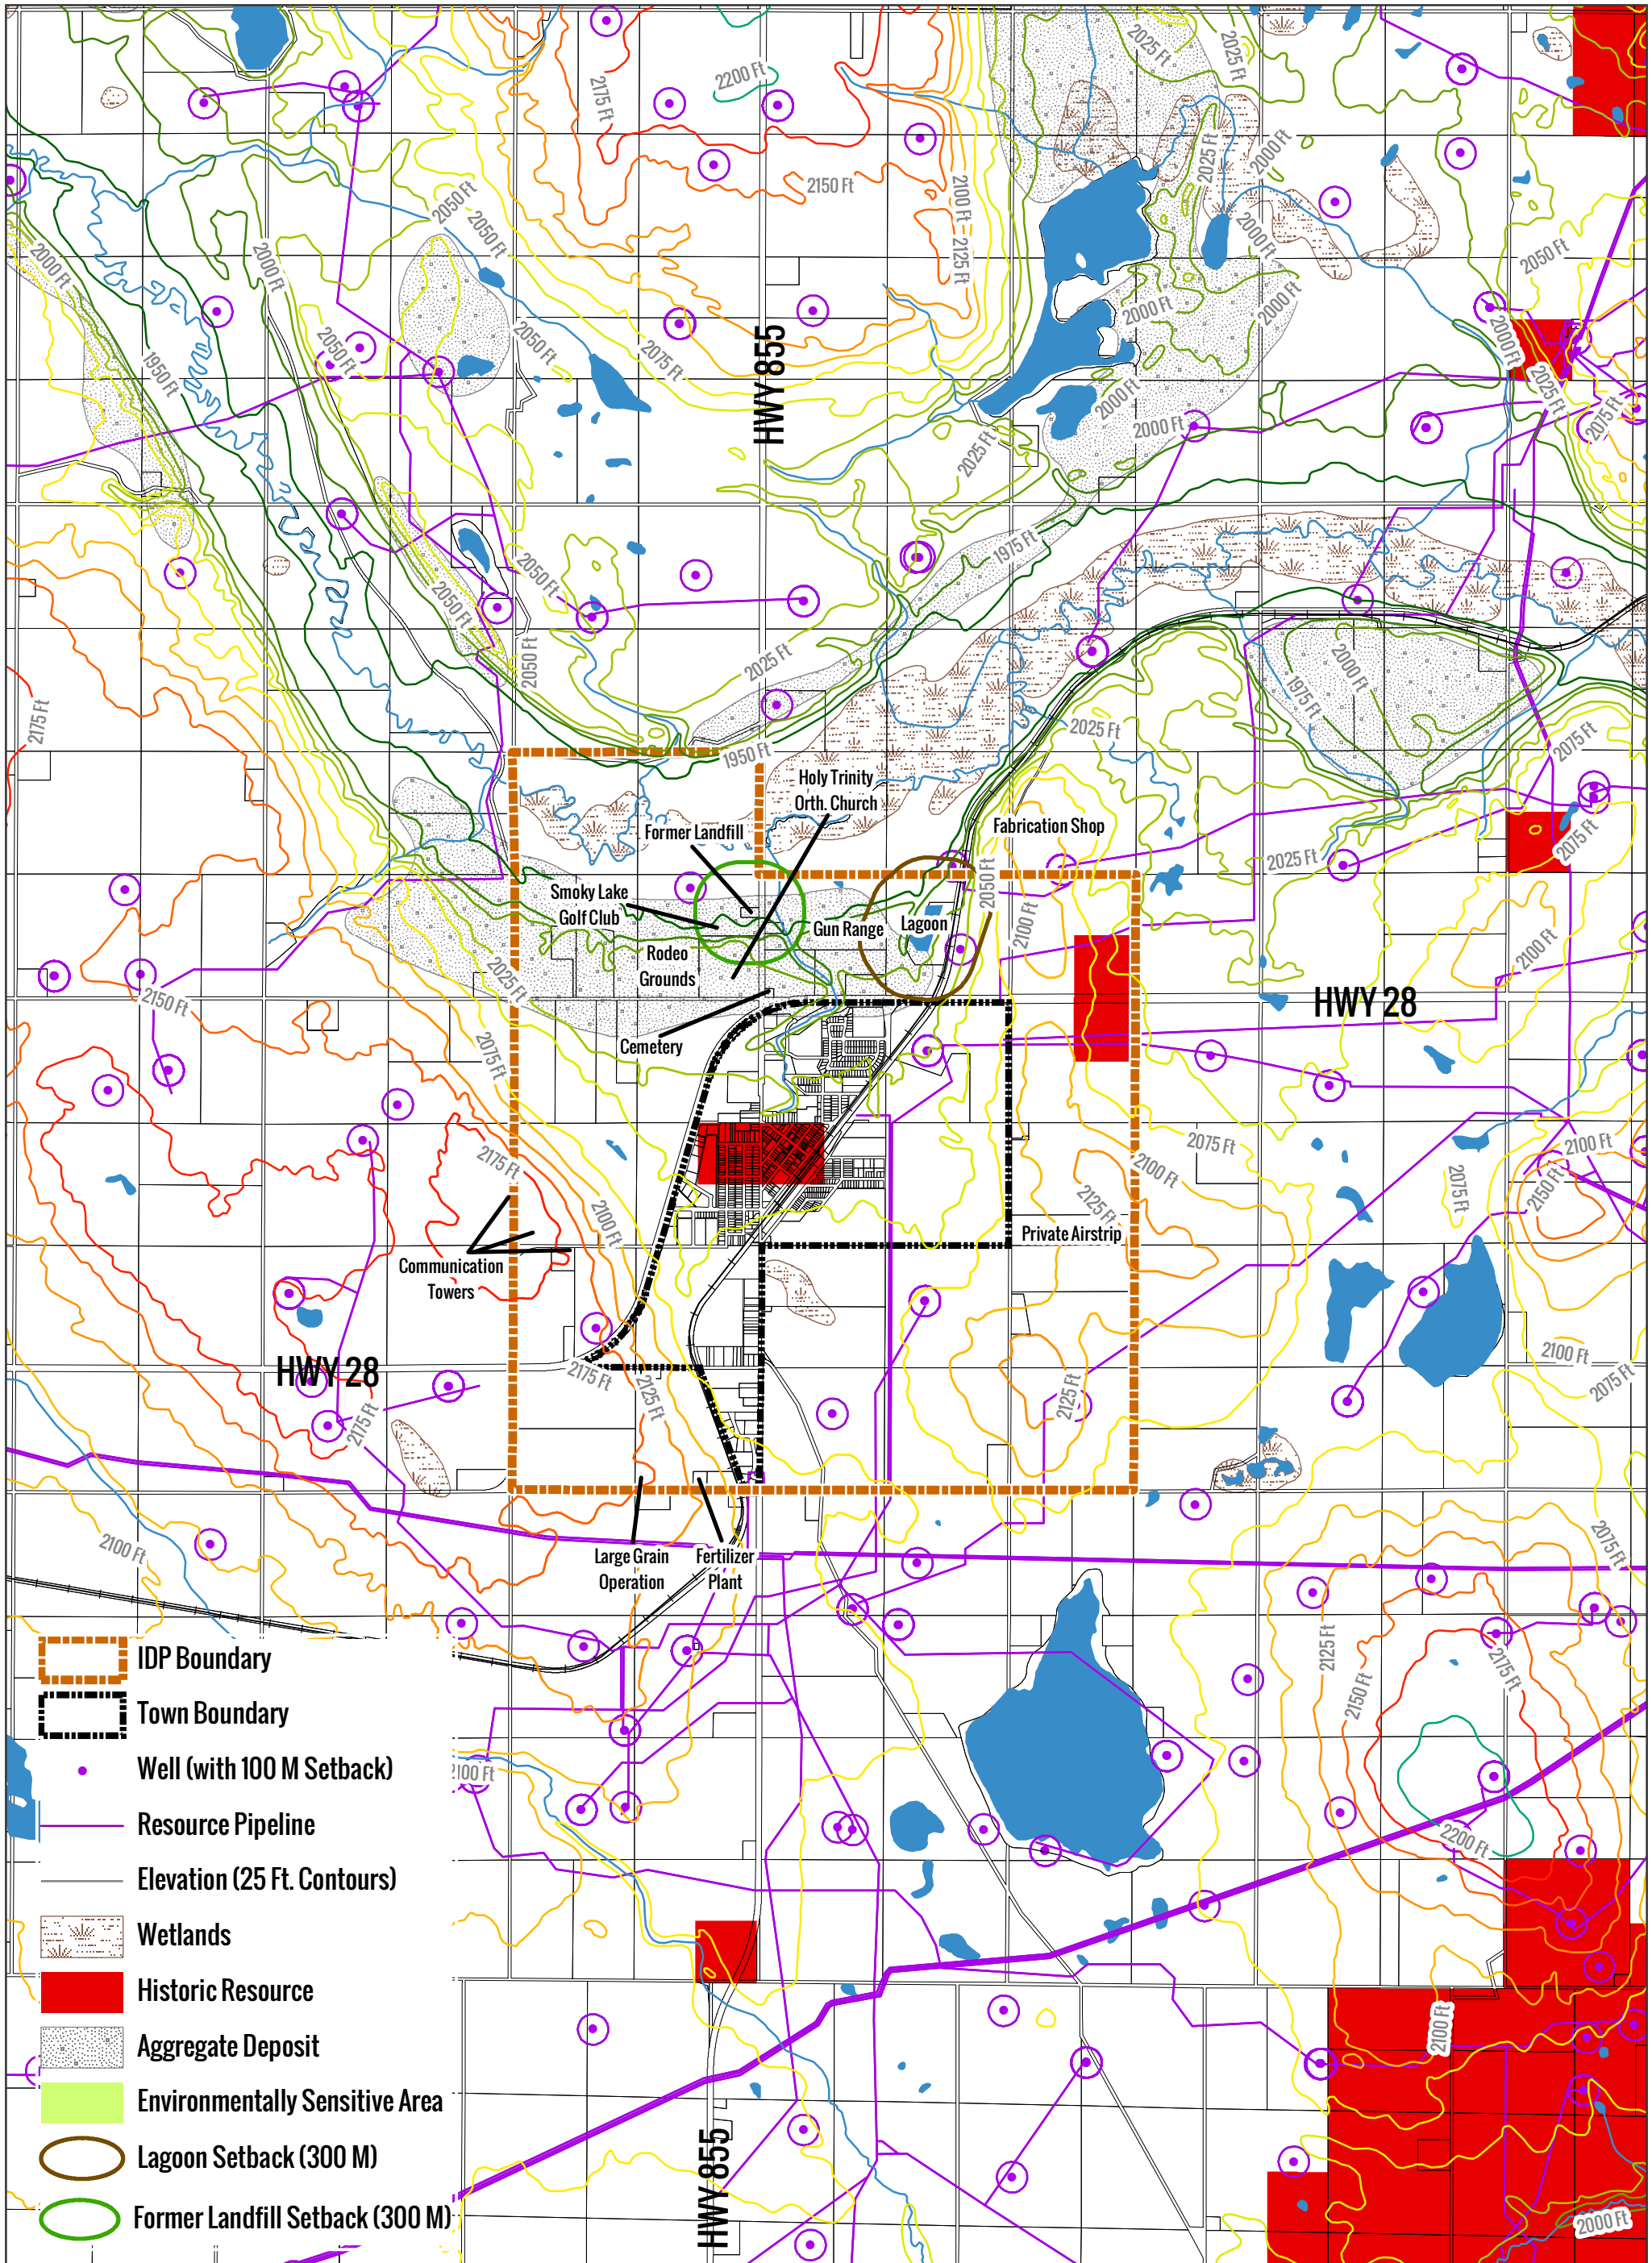 2200 Ft
2025 Ft
2025 Ft
2175 Ft
2150 Ft
2025 Ft
2000 Ft
2050 Ft
2050 Ft
2100 Ft
2125 Ft
2000 Ft
2000 Ft
2000 Ft
2050 Ft
2000 Ft
2000 Ft
2050 Ft
2050 Ft
2075 Ft
HWY 855
2000 Ft
1950 Ft
2000 Ft
2025 Ft
2075 Ft
2000 Ft
2025 Ft
1975 Ft
2050 Ft
2050 Ft
2050 Ft
2025 Ft
2000 Ft
1975 Ft
2175 Ft
2025 Ft
2075 Ft
1950 Ft
Holy Trinity
Orth. Church
Former Landfill
Fabrication Shop
2075 Ft
2025 Ft
2050 Ft
Smoky Lake
Golf Club
Gun Range
Lagoon
2100 Ft
2100 Ft
Rodeo
Grounds
2025 Ft
2150 Ft
HWY 28
Cemetery
2075 Ft
2075 Ft
2100 Ft
2175 Ft
2100 Ft
2075 Ft
2150 Ft
2125 Ft
2100 Ft
Private Airstrip
Communication
Towers
2100 Ft
HWY 28
2175 Ft
2125 Ft
2125 Ft
2075 Ft
2175 Ft
2100 Ft
2075 Ft
Large Grain
Operation
Fertilizer
Plant
2125 Ft
2150 Ft
2175 Ft
2100 Ft
2200 Ft
2100 Ft
HWY 855
2000 Ft
IDP Boundary
Town Boundary
Well (with 100 M Setback)
Resource Pipeline
Elevation (25 Ft. Contours)
Wetlands
Historic Resource
Aggregate Deposit
Environmentally Sensitive Area
Lagoon Setback (300 M)
Former Landfill Setback (300 M)